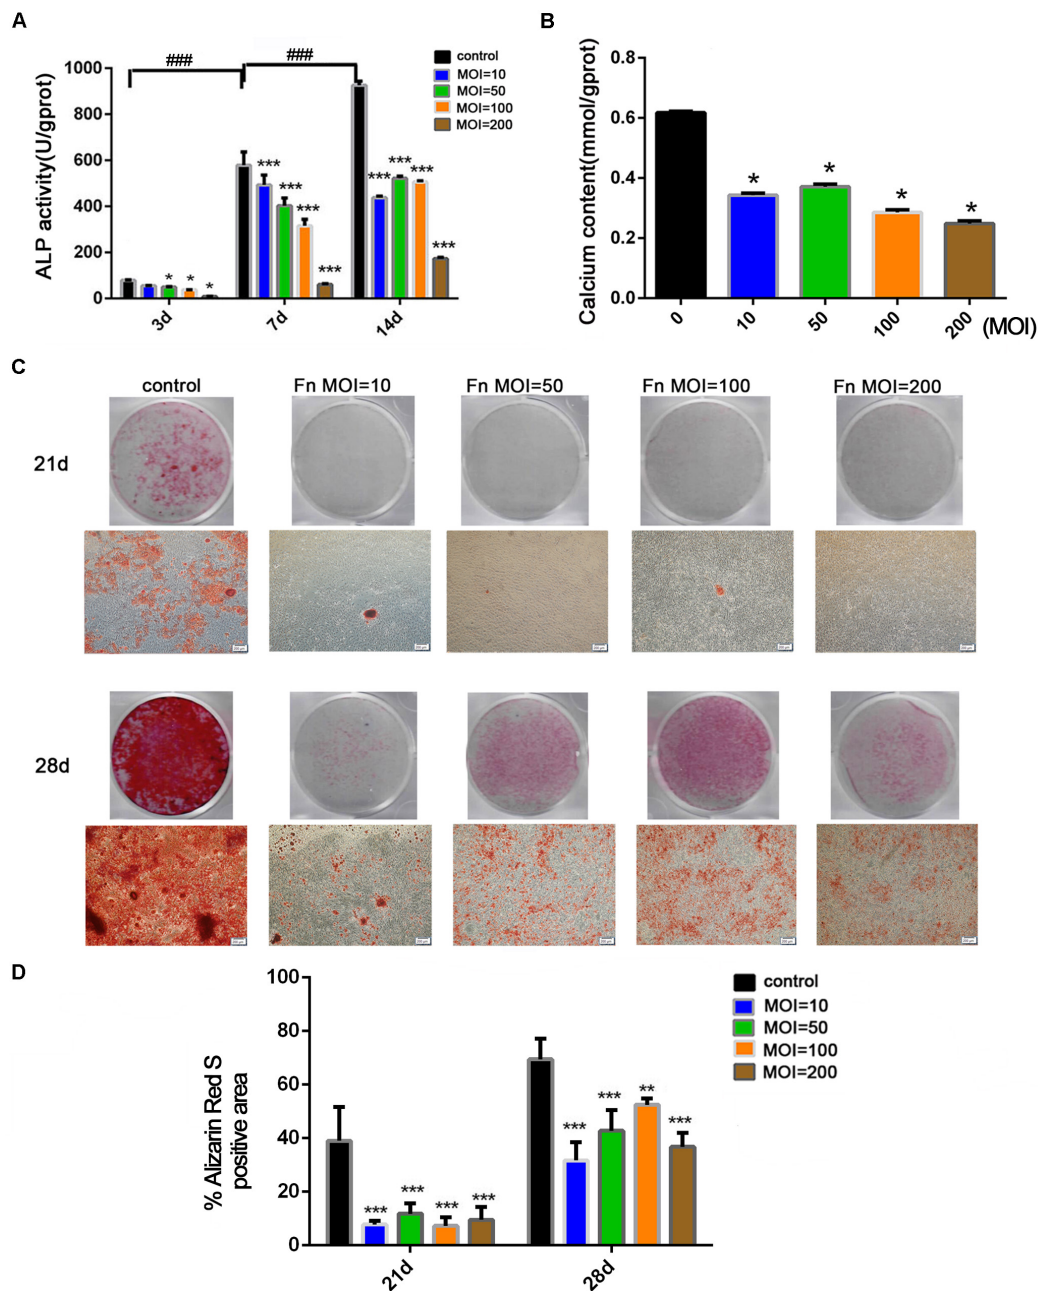 A
###
###
control
MOI=10
MOI=50
MOI=100
MOI=200
ALP activity(U/gprot)
1000
800
600
400
200
0
* * *
*** *** *** ***
*** *** *** ***
3d 7d 14d
B
Calcium content(mmol/gprot)
0.8
0.6
0.4
0.2
0.0
* * * *
0 10 50 100 200 (MOI)
C
control Fn MOI=10 Fn MOI=50 Fn MOI=100 Fn MOI=200
21d
28d
D
% Alizarin Red S
positive area
100
80
60
40
20
0
*** *** *** ***
*** *** ** ***
21d 28d
control
MOI=10
MOI=50
MOI=100
MOI=200